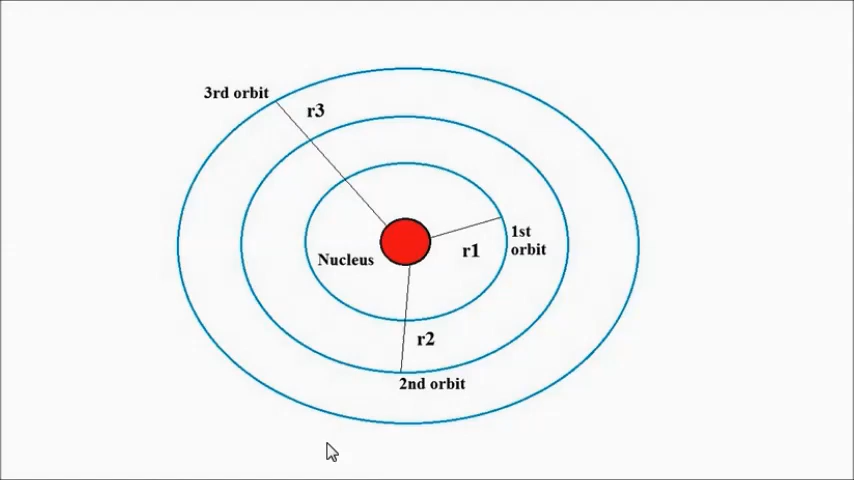 3rd orbit
r3
1st
orbit
r1
Nucleus
r2
2nd orbit